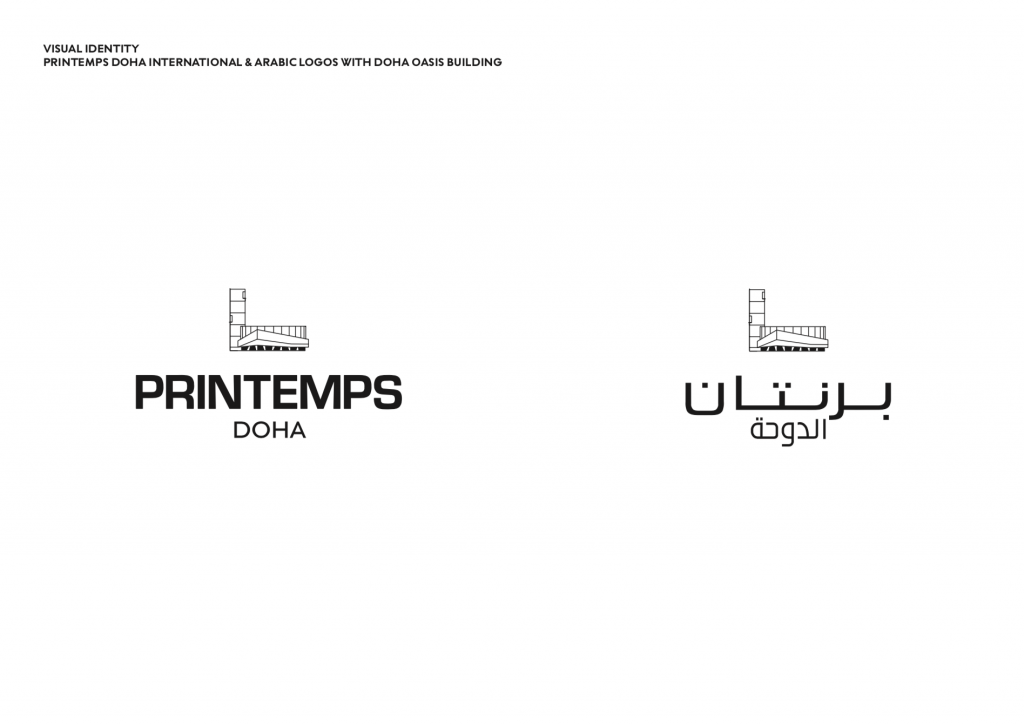 VISUAL IDENTITY
PRINTEMPS DOHA INTERNATIONAL & ARABIC LOGOS WITH DOHA OASIS BUILDING
PRINTEMPS
DOHA
برنتان
الدوحة